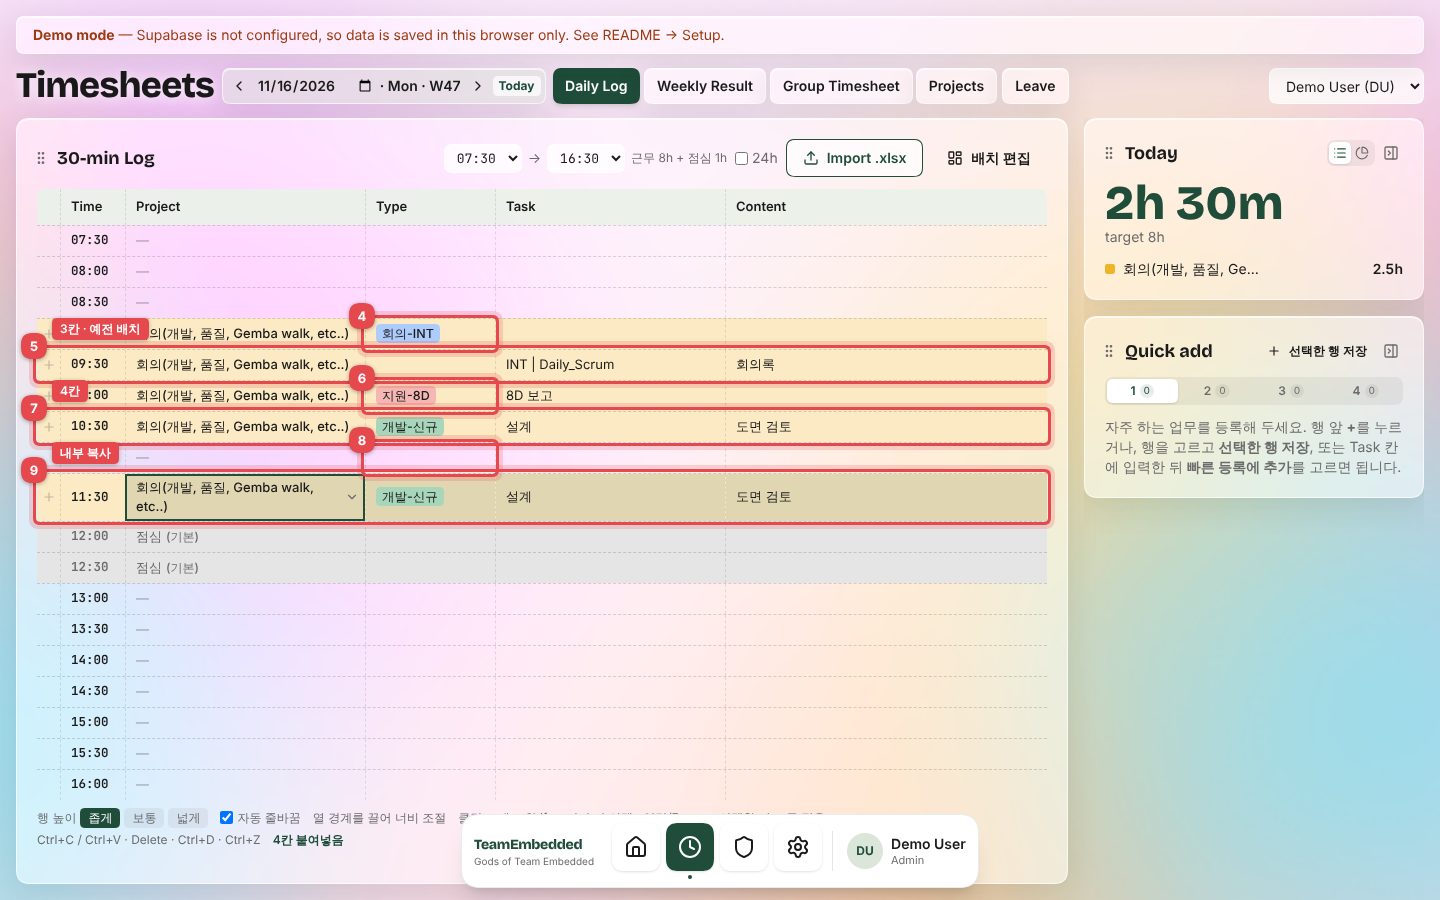 Demo mode — Supabase is not configured, so data is saved in this browser only. See README → Setup.
Timesheets
11/16/2026 · Mon · W47 Today
Daily Log
Weekly Result
Group Timesheet
Projects
Leave
Demo User (DU)
30-min Log
07:30 → 16:30 근무 8h + 점심 1h 24h
Import .xlsx
배치 편집
Time Project Type Task Content
07:30 —
08:00 —
08:30 —
3칸 · 예전 배치
의(개발, 품질, Gemba walk, etc..) 4 회의-INT
5
09:30 회의(개발, 품질, Gemba walk, etc..) INT | Daily_Scrum 회의록
4칸
:00 회의(개발, 품질, Gemba walk, etc..) 6 지원-8D 8D 보고
7
10:30 회의(개발, 품질, Gemba walk, etc..) 개발-신규 설계 도면 검토
내부 복사
— 8
9
11:30 회의(개발, 품질, Gemba walk, etc..) 개발-신규 설계 도면 검토
12:00 점심 (기본)
12:30 점심 (기본)
13:00 —
13:30 —
14:00 —
14:30 —
15:00 —
15:30 —
16:00 —
행 높이 좁게 보통 넓게 자동 줄바꿈 열 경계를 끌어 너비 조절
Ctrl+C / Ctrl+V · Delete · Ctrl+D · Ctrl+Z 4칸 붙여넣음
Today
2h 30m
target 8h
회의(개발, 품질, Ge... 2.5h
Quick add
+ 선택한 행 저장
1 0 2 0 3 0 4 0
자주 하는 업무를 등록해 두세요. 행 앞 +를 누르
거나, 행을 고르고 선택한 행 저장, 또는 Task 칸
에 입력한 뒤 빠른 등록에 추가를 고르면 됩니다.
TeamEmbedded
Gods of Team Embedded
DU
Demo User
Admin